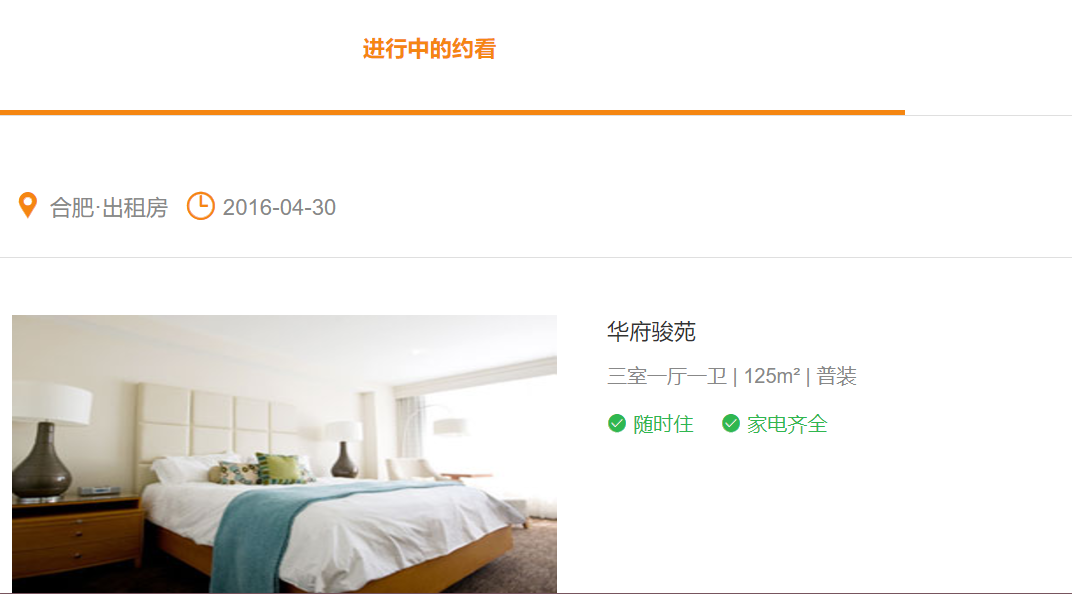 进行中的约看
合肥·出租房 2016-04-30
华府骏苑
三室一厅一卫 | 125m² | 普装
随时住 家电齐全